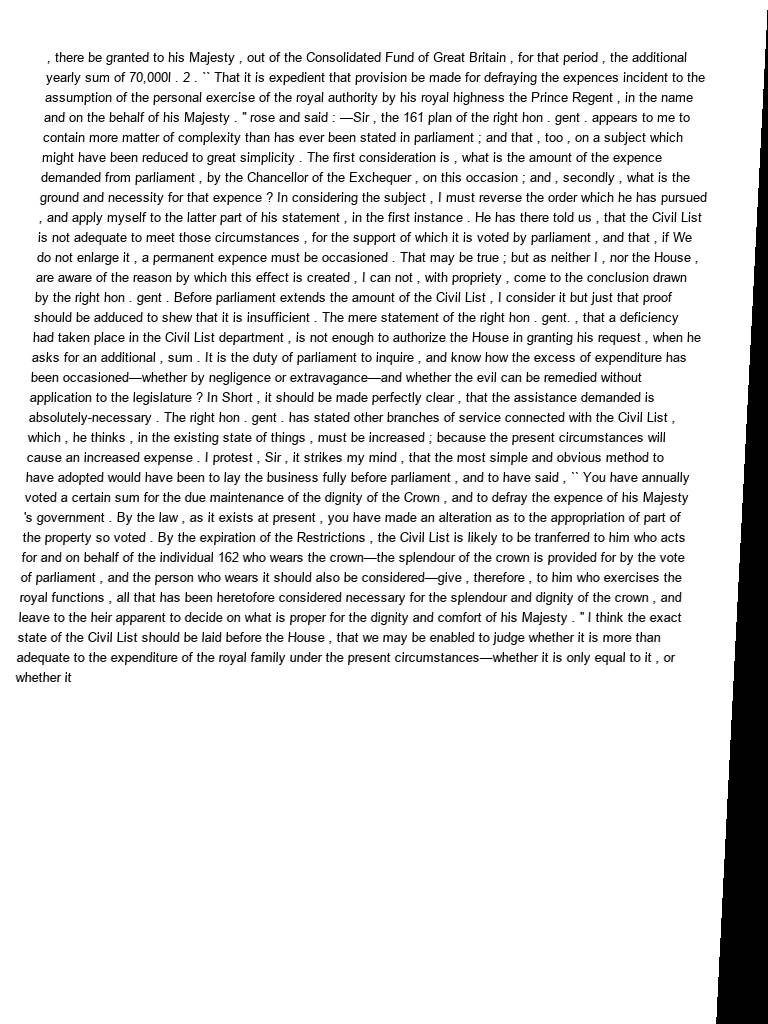 , there be granted to his Majesty , out of the Consolidated Fund of Great Britain , for that period , the additional
yearly sum of 70,000l . 2 . `` That it is expedient that provision be made for defraying the expences incident to the
assumption of the personal exercise of the royal authority by his royal highness the Prince Regent , in the name
and on the behalf of his Majesty . " rose and said : —Sir , the 161 plan of the right hon . gent . appears to me to
contain more matter of complexity than has ever been stated in parliament ; and that , too , on a subject which
might have been reduced to great simplicity . The first consideration is , what is the amount of the expence
demanded from parliament , by the Chancellor of the Exchequer , on this occasion ; and , secondly , what is the
ground and necessity for that expence ? In considering the subject , I must reverse the order which he has pursued
, and apply myself to the latter part of his statement , in the first instance . He has there told us , that the Civil List
is not adequate to meet those circumstances , for the support of which it is voted by parliament , and that , if We
do not enlarge it , a permanent expence must be occasioned . That may be true ; but as neither I , nor the House ,
are aware of the reason by which this effect is created , I can not , with propriety , come to the conclusion drawn
by the right hon . gent . Before parliament extends the amount of the Civil List , I consider it but just that proof
should be adduced to shew that it is insufficient . The mere statement of the right hon . gent. , that a deficiency
had taken place in the Civil List department , is not enough to authorize the House in granting his request , when he
asks for an additional , sum . It is the duty of parliament to inquire , and know how the excess of expenditure has
been occasioned—whether by negligence or extravagance—and whether the evil can be remedied without
application to the legislature ? In Short , it should be made perfectly clear , that the assistance demanded is
absolutely-necessary . The right hon . gent . has stated other branches of service connected with the Civil List ,
which , he thinks , in the existing state of things , must be increased ; because the present circumstances will
cause an increased expense . I protest , Sir , it strikes my mind , that the most simple and obvious method to
have adopted would have been to lay the business fully before parliament , and to have said , `` You have annually
voted a certain sum for the due maintenance of the dignity of the Crown , and to defray the expence of his Majesty
's government . By the law , as it exists at present , you have made an alteration as to the appropriation of part of
the property so voted . By the expiration of the Restrictions , the Civil List is likely to be tranferred to him who acts
for and on behalf of the individual 162 who wears the crown—the splendour of the crown is provided for by the vote
of parliament , and the person who wears it should also be considered—give , therefore , to him who exercises the
royal functions , all that has been heretofore considered necessary for the splendour and dignity of the crown , and
leave to the heir apparent to decide on what is proper for the dignity and comfort of his Majesty . " I think the exact
state of the Civil List should be laid before the House , that we may be enabled to judge whether it is more than
adequate to the expenditure of the royal family under the present circumstances—whether it is only equal to it , or
whether it